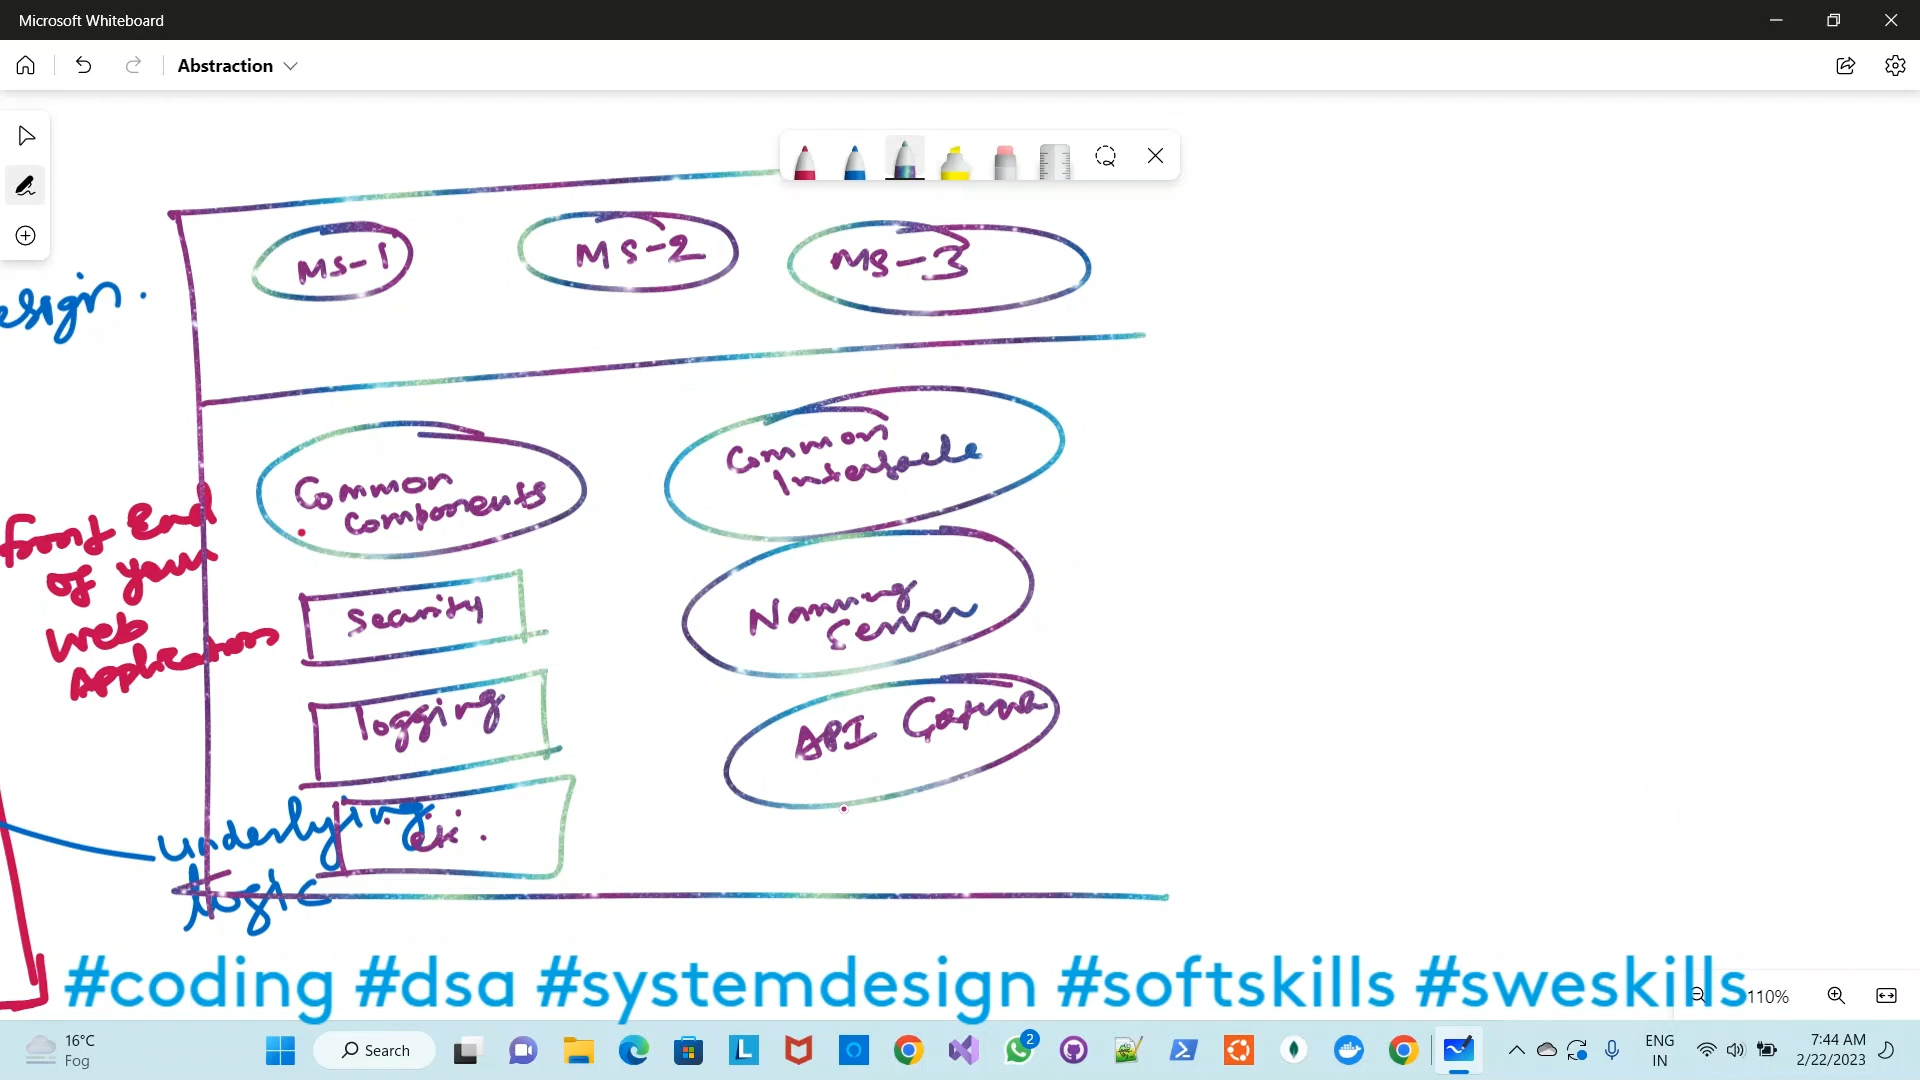 Microsoft Whiteboard
Abstraction
MS-1
MS-2
MS-3
esign.
Common
Components
Common
Interface
Front End
of your
web
Application
Security
Naming
Server
logging
API
underlying
logic
etc.
#coding #dsa #systemdesign #softskills #sweskills
110%
16°C
Fog
Search
L
2
ENG
IN
7:44 AM
2/22/2023